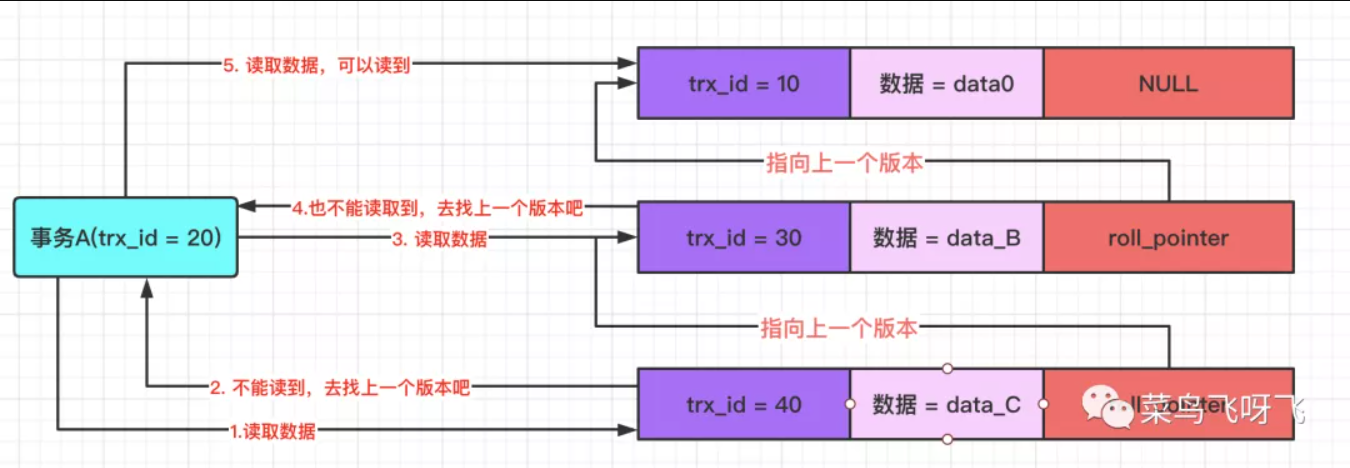 5. 读取数据，可以读到
trx_id = 10
数据 = data0
NULL
指向上一个版本
4.也不能读取到，去找上一个版本吧
事务A(trx_id = 20)
3. 读取数据
trx_id = 30
数据 = data_B
roll_pointer
指向上一个版本
2. 不能读到，去找上一个版本吧
trx_id = 40
数据 = data_C
菜鸟飞呀飞
1.读取数据